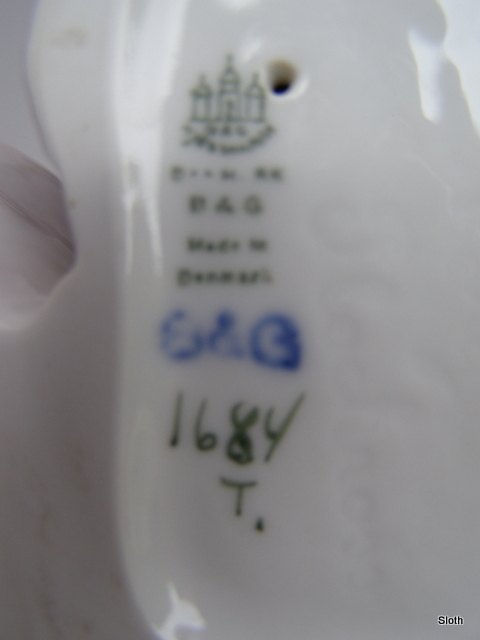 B&G
Made in
Denmark
B&G
1684
T.
Sloth